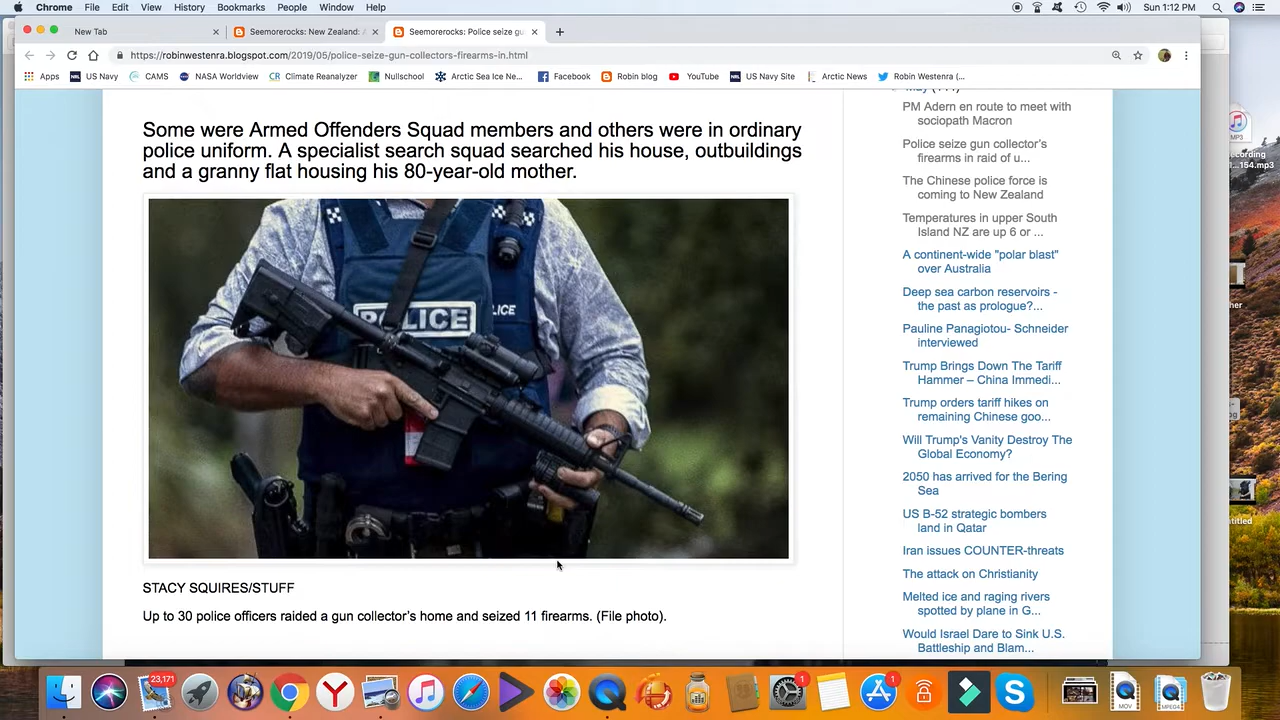 Chrome File Edit View History Bookmarks People Window Help Sun 1:12 PM
New Tab Seemorerocks: New Zealand: Seemorerocks: Police seize gu
https://robinwestenra.blogspot.com/2019/05/police-seize-gun-collectors-firearms-in.html
Apps US Navy CAMS NASA Worldview Climate Reanalyzer Nullschool Arctic Sea Ice Ne... Facebook Robin blog YouTube US Navy Site Arctic News Robin Westenra (...
Some were Armed Offenders Squad members and others were in ordinary
police uniform. A specialist search squad searched his house, outbuildings
and a granny flat housing his 80-year-old mother.
POLICE
LICE
STACY SQUIRES/STUFF
Up to 30 police officers raided a gun collector's home and seized 11 firearms. (File photo).
PM Adern en route to meet with
sociopath Macron
Police seize gun collector's
firearms in raid of u...
The Chinese police force is
coming to New Zealand
Temperatures in upper South
Island NZ are up 6 or ...
A continent-wide "polar blast"
over Australia
Deep sea carbon reservoirs -
the past as prologue?...
Pauline Panagiotou- Schneider
interviewed
Trump Brings Down The Tariff
Hammer – China Immedi...
Trump orders tariff hikes on
remaining Chinese goo...
Will Trump's Vanity Destroy The
Global Economy?
2050 has arrived for the Bering
Sea
US B-52 strategic bombers
land in Qatar
Iran issues COUNTER-threats
The attack on Christianity
Melted ice and raging rivers
spotted by plane in G...
Would Israel Dare to Sink U.S.
Battleship and Blam...
MP3
1...154.mp3
23,171
1
1
MOV
MPEG4